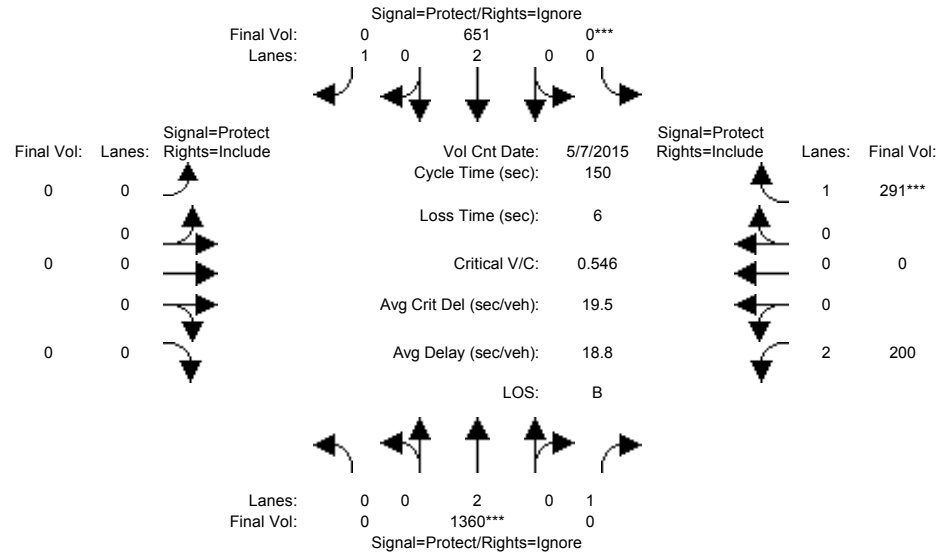 Signal=Protect/Rights=Ignore
Final Vol: 0 651 0***
Lanes: 1 0 2 0 0
Signal=Protect Signal=Protect
Final Vol: Lanes: Rights=Include Vol Cnt Date: 5/7/2015 Rights=Include Lanes: Final Vol:
Cycle Time (sec): 150
0 0 1 291***
Loss Time (sec): 6
0 0
0 0 Critical V/C: 0.546 0 0
0 Avg Crit Del (sec/veh): 19.5 0
0 0 Avg Delay (sec/veh): 18.8 2 200
LOS: B
Lanes: 0 0 2 0 1
Final Vol: 0 1360*** 0
Signal=Protect/Rights=Ignore